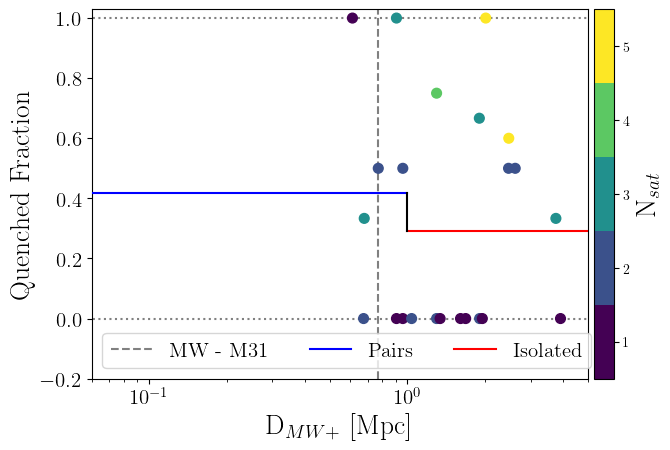 1.0
0.8
0.6
0.4
0.2
0.0
−0.2
Quenched Fraction
10⁻¹
10⁰
D_{MW+} [Mpc]
MW - M31
Pairs
Isolated
5
4
3
2
1
N_{sat}